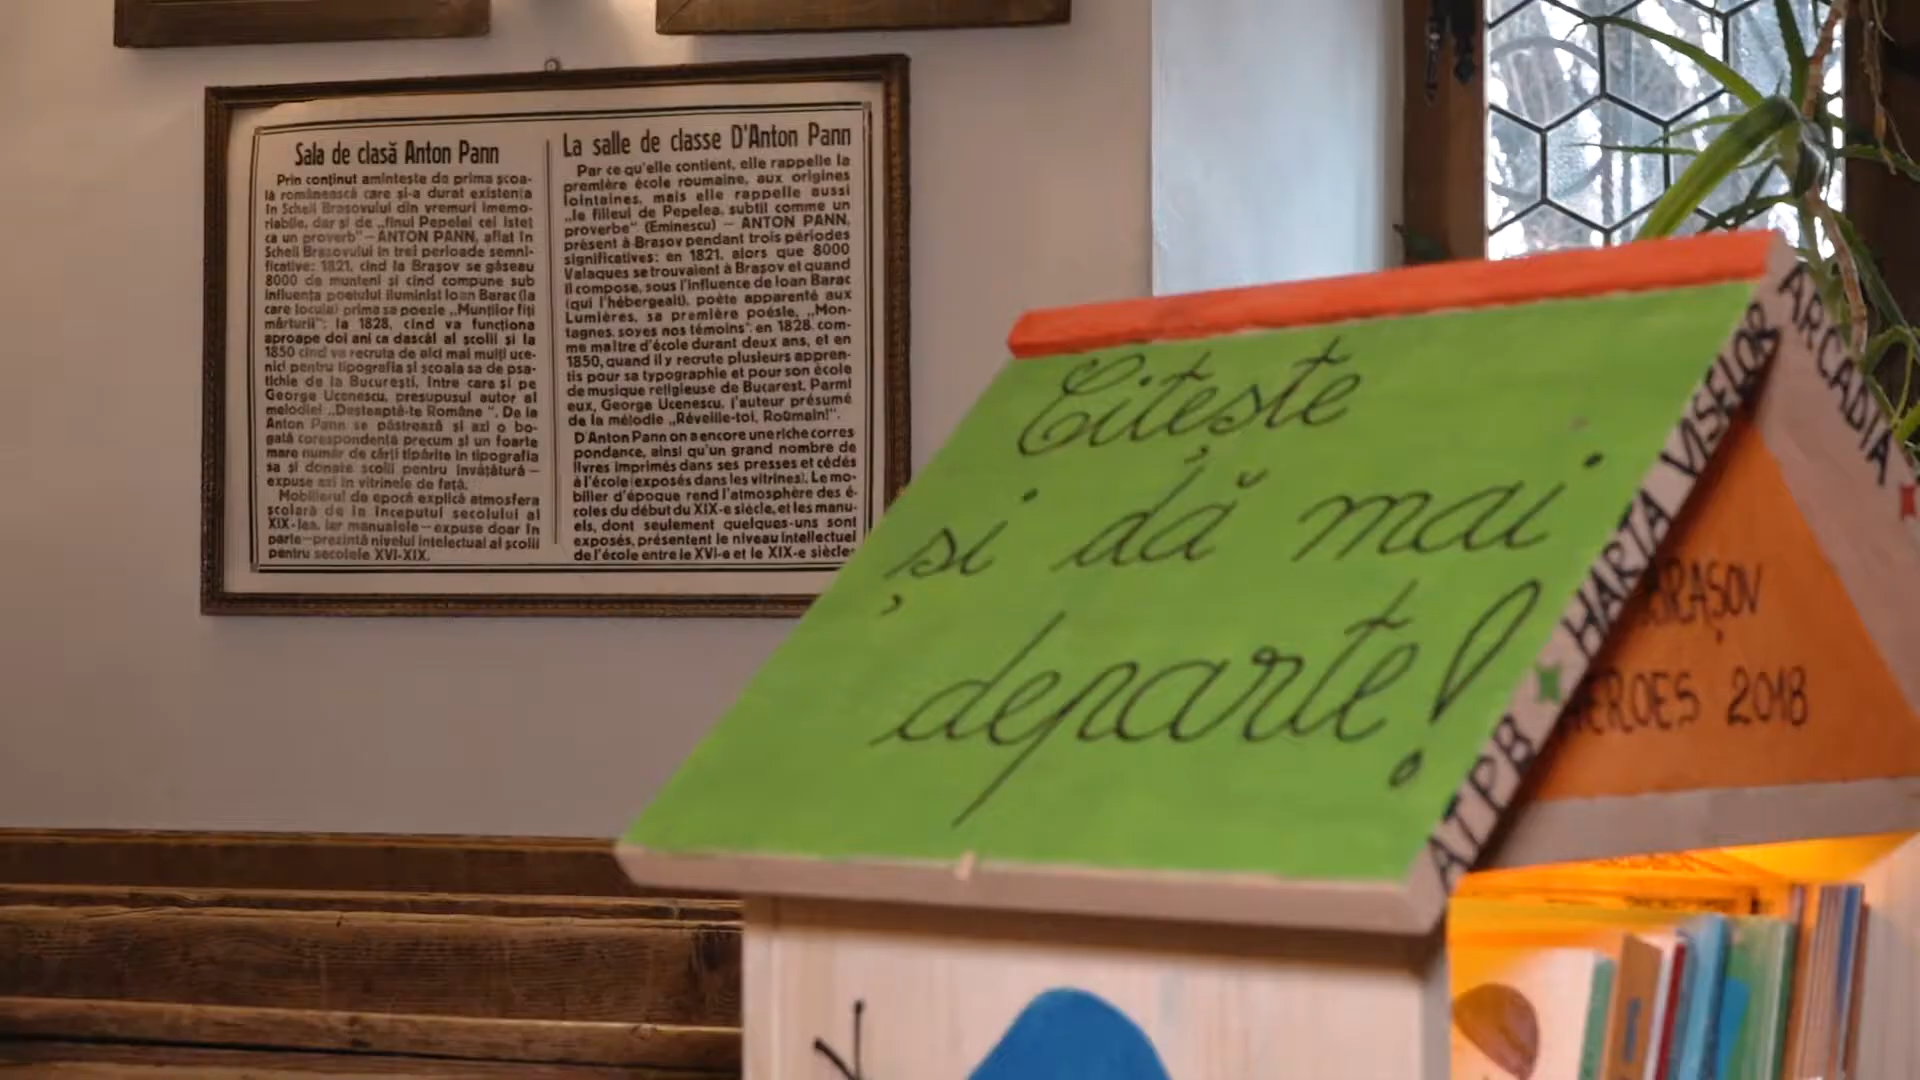 Sala de clasă Anton Pann
Prin conținut amintește de prima școa-
lă românească care și-a durat existența
în Scheii Brașovului din vremuri imemo-
riabile, dar și de „finul Pepelei cel istet
ca un proverb" — ANTON PANN, aflat în
Scheii Brașovului în trei perioade semni-
ficative: 1821, cînd la Brașov se găseau
8000 de munteni și cînd compune sub
influența poetului iluminist Ioan Barac (la
care locuia) prima sa poezie „Munților fiți
mărturii"; la 1828, cînd va funcționa
aproape doi ani ca dascăl al școlii și la
1850 cînd va recruta de aici mai mulți uce-
nici pentru tipografia și școala sa de psa-
ltichie de la București, între care și pe
George Ucenescu, presupusul autor al
melodiei „Desteaptă-te Române". De la
Anton Pann se păstrează și azi o bo-
gată corespondență precum și un foarte
mare număr de cărți tipărite în tipografia
sa și donate școlii pentru învățătură —
expuse azi în vitrinele de față.
Mobilierul de epocă explică atmosfera
școlară de la începutul secolului al
XIX-lea, iar manualele — expuse doar în
parte — prezintă nivelul intelectual al școlii
pentru secolele XVI-XIX.
La salle de classe D'Anton Pann
Par ce qu'elle contient, elle rappelle la
première école roumaine, aux origines
lointaines, mais elle rappelle aussi
„le filleul de Pepelea, subtil comme un
proverbe" (Eminescu) — ANTON PANN,
présent à Brașov pendant trois périodes
significatives: en 1821, alors que 8000
Valaques se trouvaient à Brașov et quand
il compose, sous l'influence de Ioan Barac
(qui l'hébergeait), poète apparenté aux
Lumières, sa première poésie, „Mon-
tagnes, soyes nos témoins"; en 1828, com-
me maître d'école durant deux ans, et en
1850, quand il y recrute plusieurs appren-
tis pour sa typographie et pour son école
de musique religieuse de Bucarest. Parmi
eux, George Ucenescu, l'auteur présumé
de la mélodie „Réveille-toi, Roumain!".
D'Anton Pann on a encore une riche corres
pondance, ainsi qu'un grand nombre de
livres imprimés dans ses presses et cédés
à l'école (exposés dans les vitrines). Le mo-
bilier d'époque rend l'atmosphère des é-
coles du début du XIX-e siècle, et les manu-
els, dont seulement quelques-uns sont
exposés, présentent le niveau intellectuel
de l'école entre le XVI-e et le XIX-e siècle.
Citește
și dă mai
departe!
ATPB HARTA VISELOR
ARCADIA
BRAȘOV
HEROES 2018